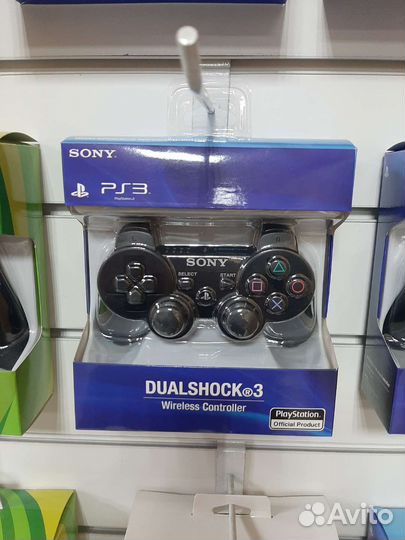 SONY
PS3
PlayStation 3
SONY
SELECT
START
DUALSHOCK®3
Wireless Controller
PlayStation
Official Product
Avito